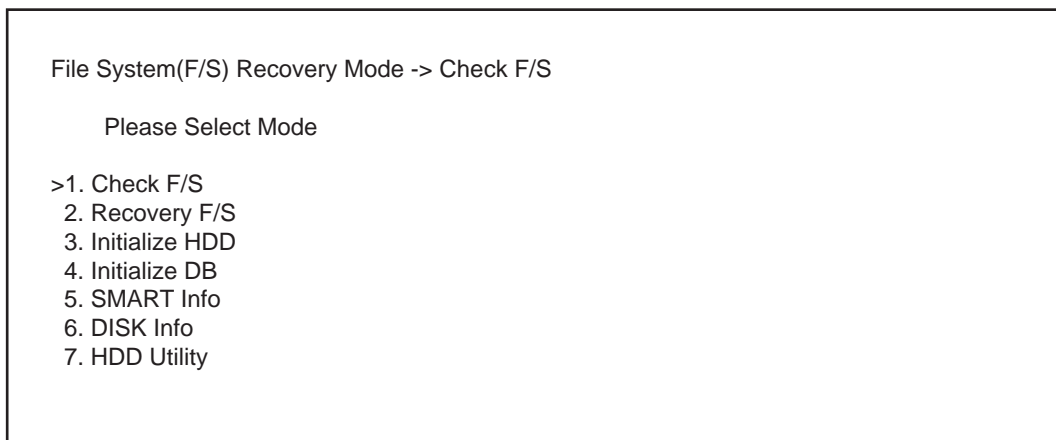 File System(F/S) Recovery Mode -> Check F/S
Please Select Mode
>1. Check F/S
2. Recovery F/S
3. Initialize HDD
4. Initialize DB
5. SMART Info
6. DISK Info
7. HDD Utility